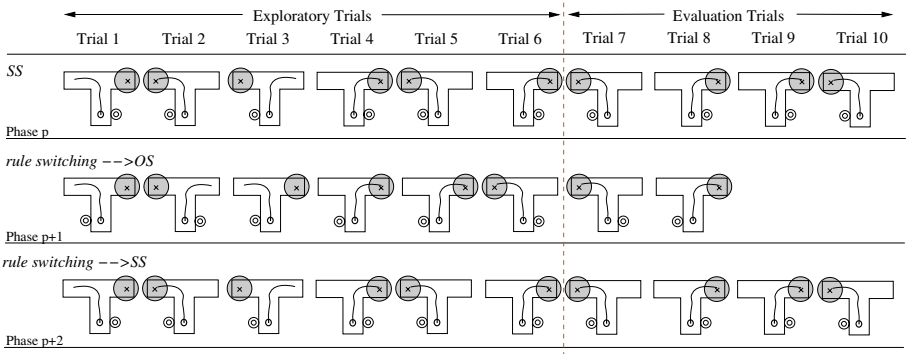 Exploratory Trials Evaluation Trials
Trial 1 Trial 2 Trial 3 Trial 4 Trial 5 Trial 6 Trial 7 Trial 8 Trial 9 Trial 10
SS
Phase p
rule switching −−>OS
Phase p+1
rule switching −−>SS
Phase p+2